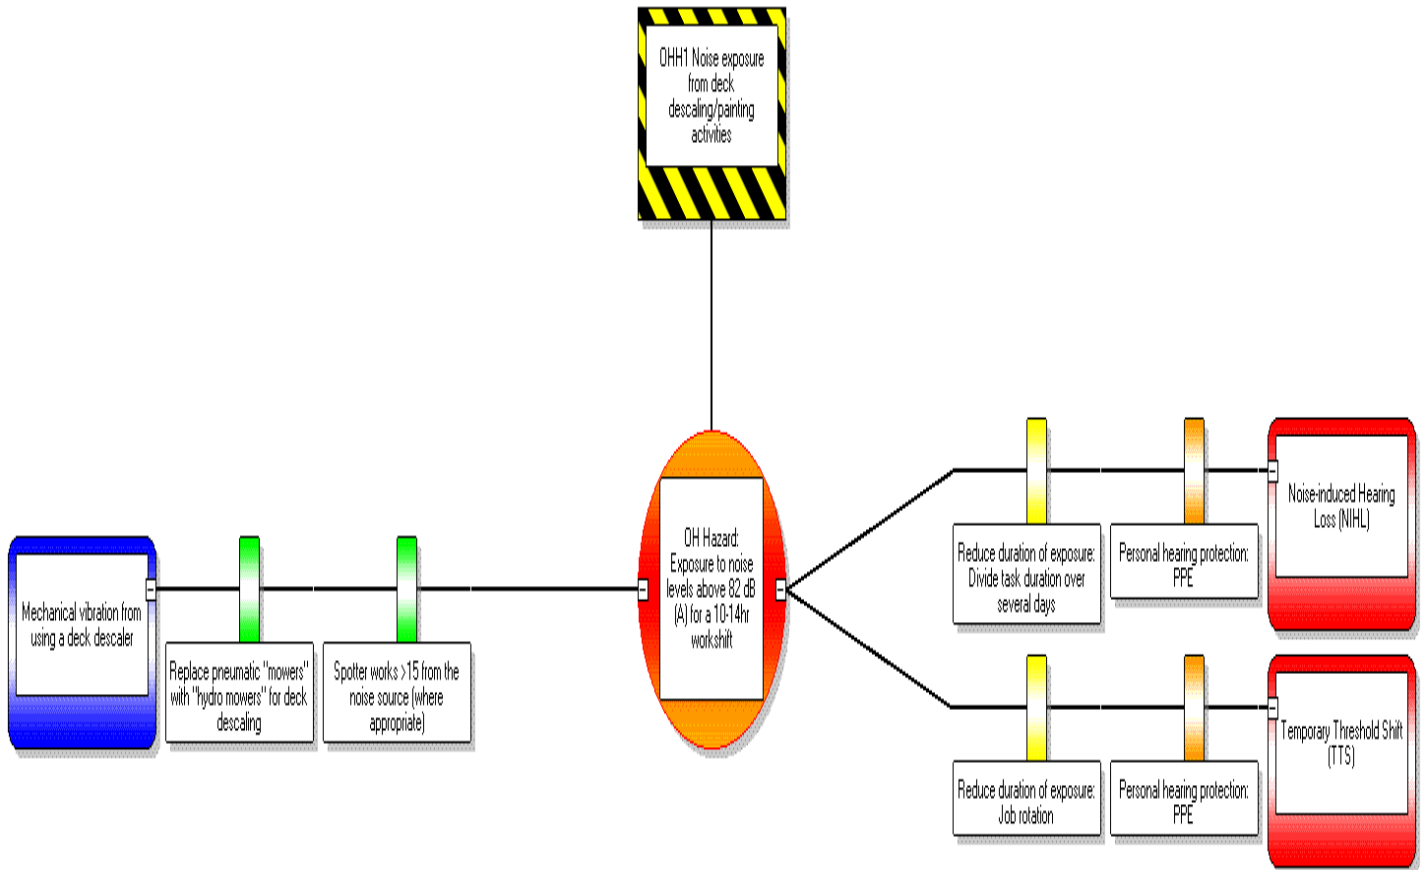 OHH1 Noise exposure
from deck
descaling/painting
activities
OH Hazard:
Exposure to noise
levels above 82 dB
(A) for a 10-14hr
workshift
Mechanical vibration from
using a deck descaler
Replace pneumatic "mowers"
with "hydro mowers" for deck
descaling
Spotter works >15 from the
noise source (where
appropriate)
Reduce duration of exposure:
Divide task duration over
several days
Personal hearing protection:
PPE
Noise-induced Hearing
Loss (NIHL)
Reduce duration of exposure:
Job rotation
Personal hearing protection:
PPE
Temporary Threshold Shift
(TTS)